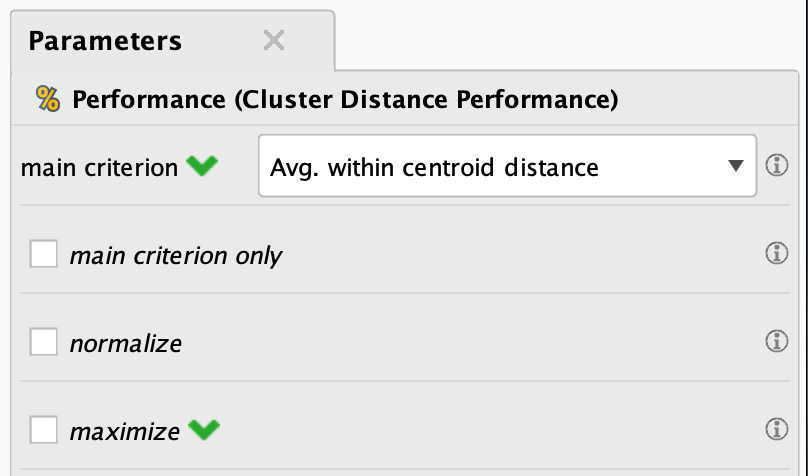 Parameters
Performance (Cluster Distance Performance)
main criterion Avg. within centroid distance
main criterion only
normalize
maximize